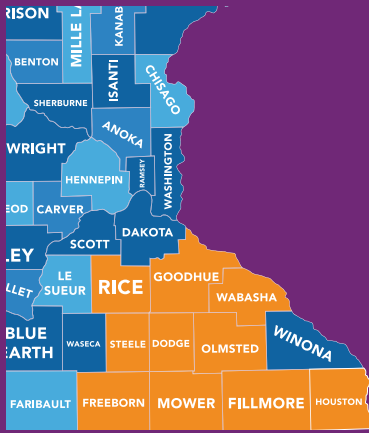 RISON
MILLE LA
KANAB
BENTON
ISANTI
CHISAGO
SHERBURNE
ANOKA
WRIGHT
HENNEPIN
RAMSEY
WASHINGTON
EOD
CARVER
SCOTT
DAKOTA
LEY
LE
SUEUR
RICE
GOODHUE
LLET
WABASHA
BLUE
EARTH
WASECA
STEELE
DODGE
OLMSTED
WINONA
FARIBAULT
FREEBORN
MOWER
FILLMORE
HOUSTON